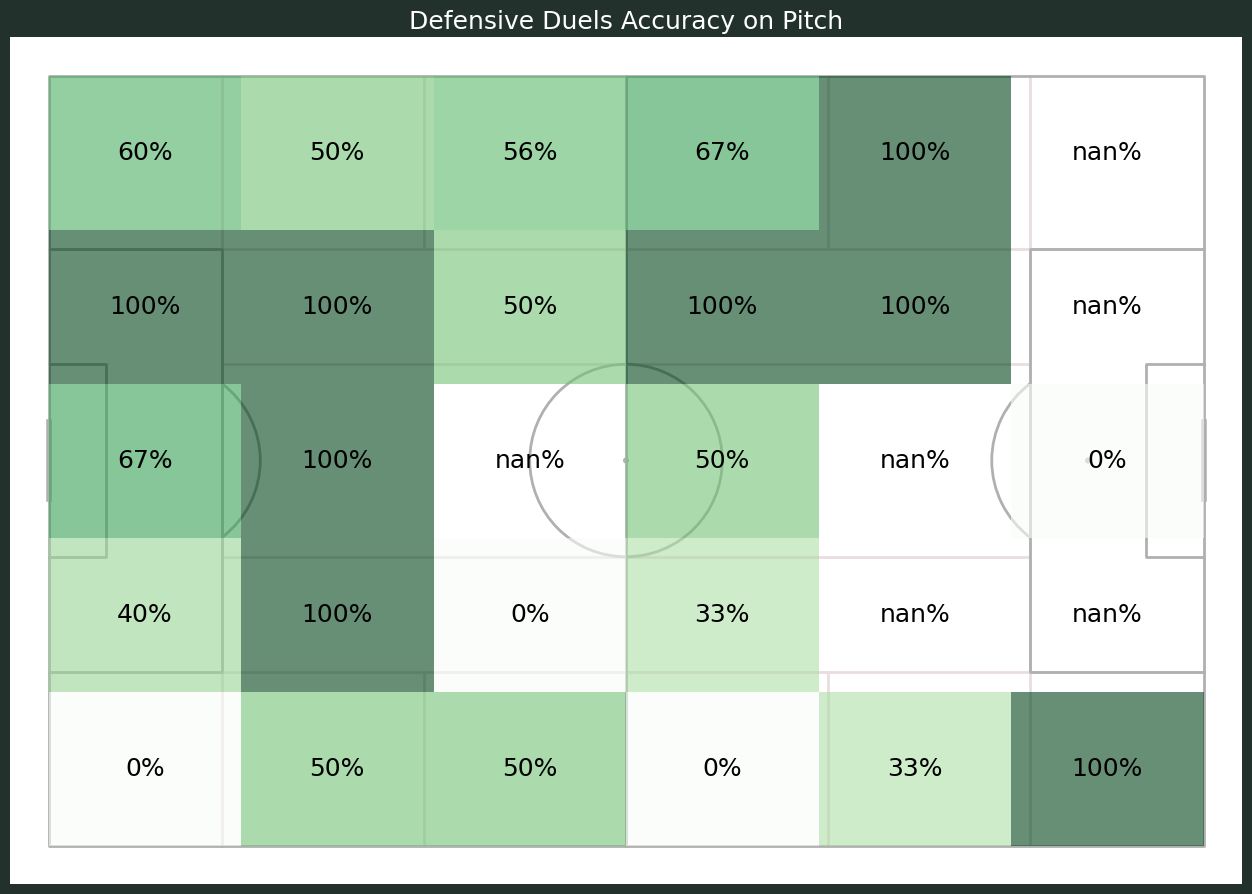 Defensive Duels Accuracy on Pitch
60% 50% 56% 67% 100% nan%
100% 100% 50% 100% 100% nan%
67% 100% nan% 50% nan% 0%
40% 100% 0% 33% nan% nan%
0% 50% 50% 0% 33% 100%